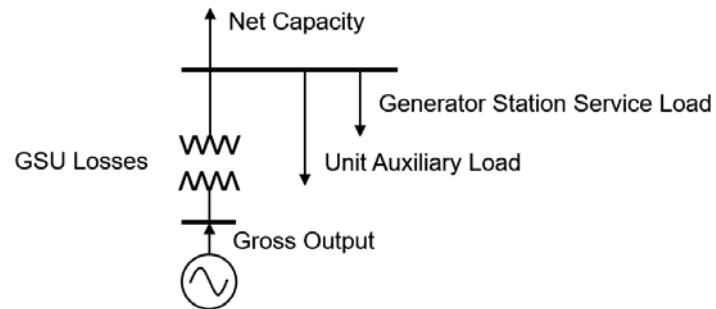 Net Capacity
Generator Station Service Load
GSU Losses
Unit Auxiliary Load
Gross Output